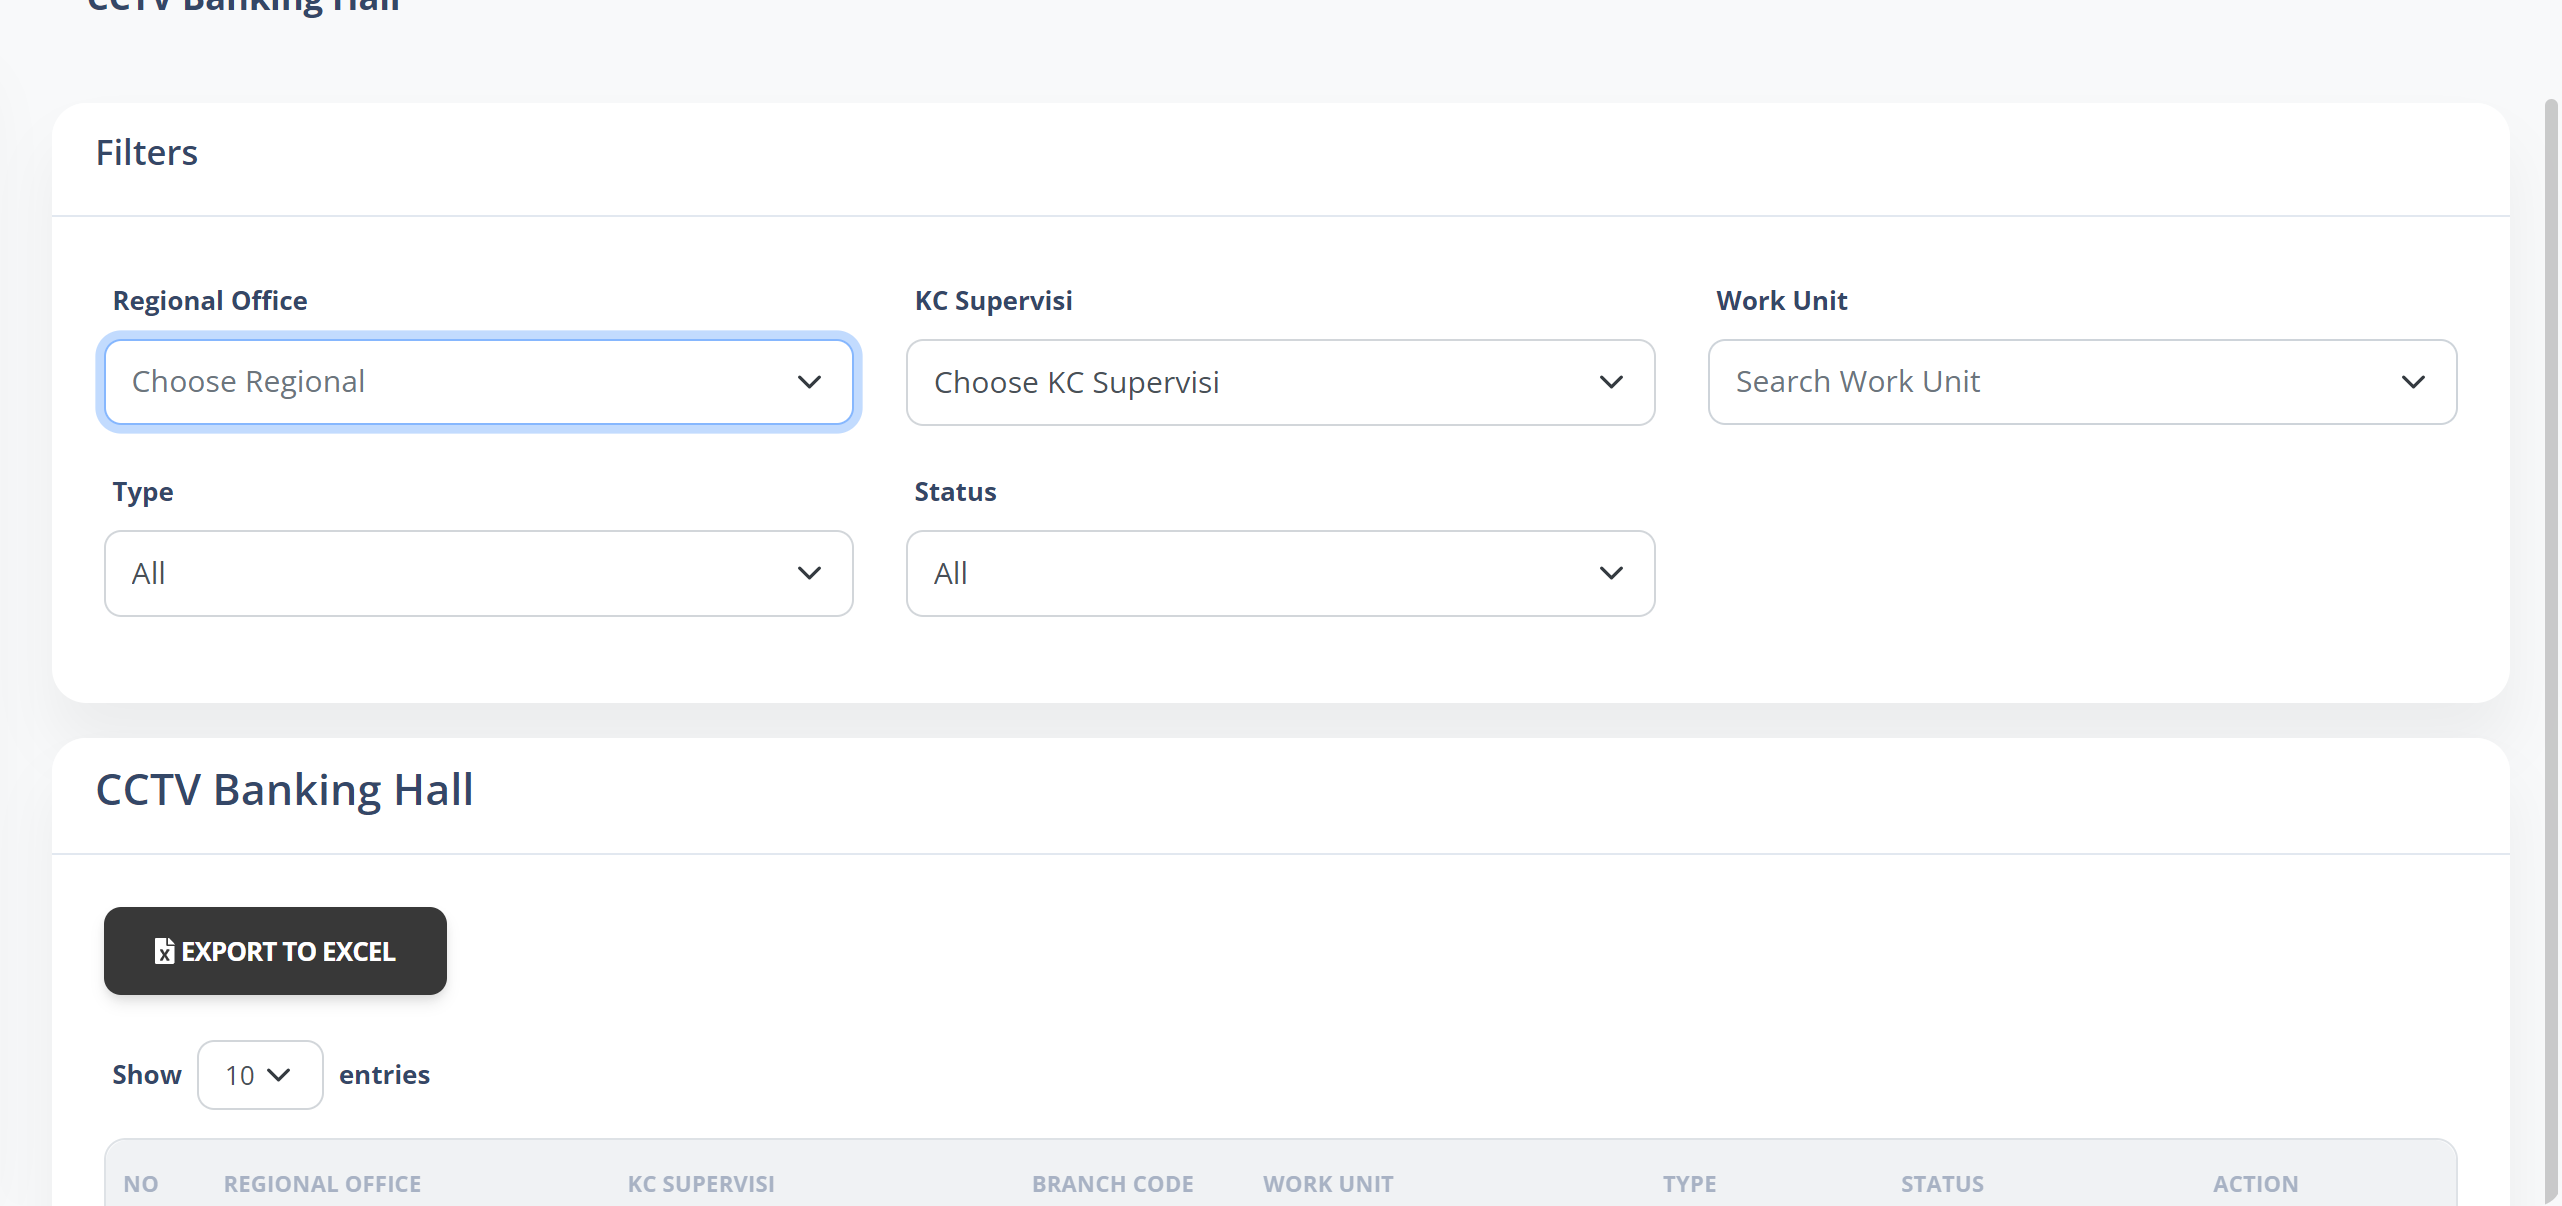 CCTV Banking Hall
Filters
Regional Office KC Supervisi Work Unit
Choose Regional Choose KC Supervisi Search Work Unit
Type Status
All All
CCTV Banking Hall
EXPORT TO EXCEL
Show 10 entries
NO REGIONAL OFFICE KC SUPERVISI BRANCH CODE WORK UNIT TYPE STATUS ACTION